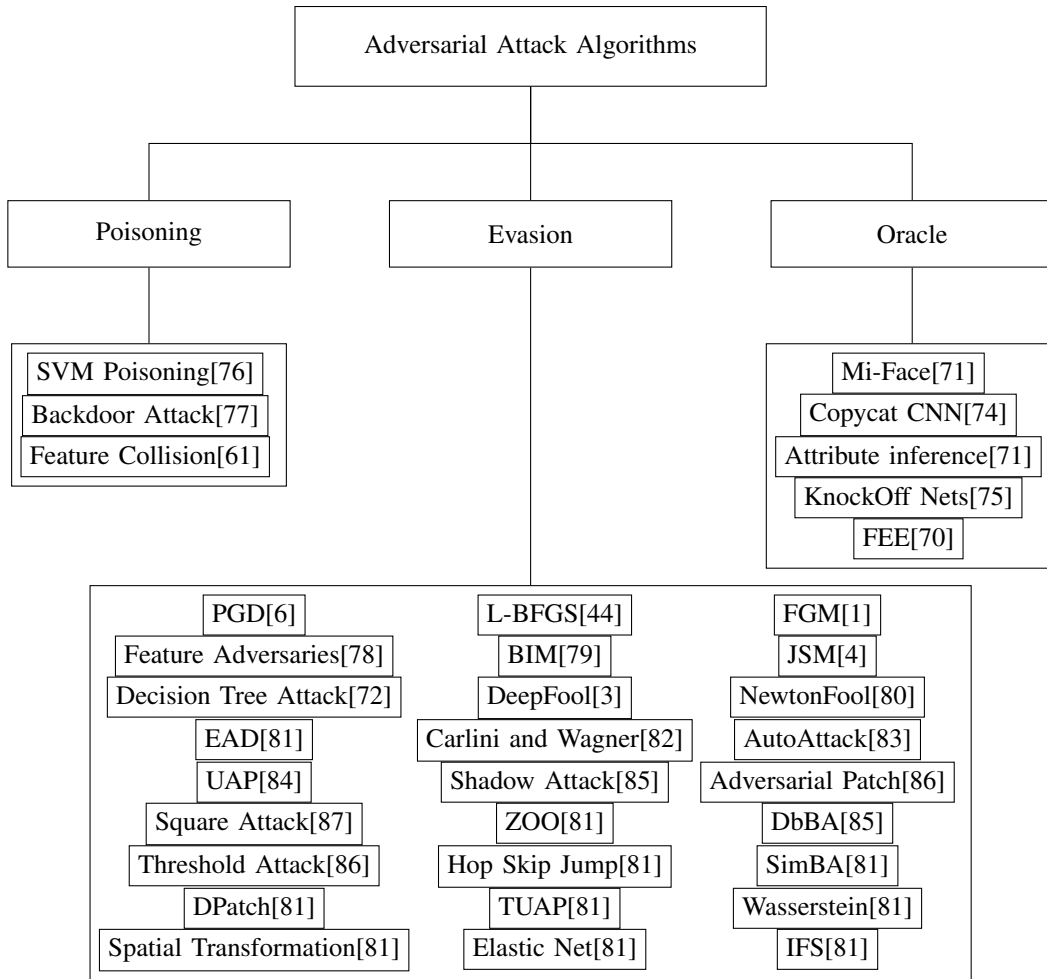 Adversarial Attack Algorithms
Poisoning
Evasion
Oracle
SVM Poisoning[76]
Backdoor Attack[77]
Feature Collision[61]
Mi-Face[71]
Copycat CNN[74]
Attribute inference[71]
KnockOff Nets[75]
FEE[70]
PGD[6]
L-BFGS[44]
FGM[1]
Feature Adversaries[78]
BIM[79]
JSM[4]
Decision Tree Attack[72]
DeepFool[3]
NewtonFool[80]
EAD[81]
Carlini and Wagner[82]
AutoAttack[83]
UAP[84]
Shadow Attack[85]
Adversarial Patch[86]
Square Attack[87]
ZOO[81]
DbBA[85]
Threshold Attack[86]
Hop Skip Jump[81]
SimBA[81]
DPatch[81]
TUAP[81]
Wasserstein[81]
Spatial Transformation[81]
Elastic Net[81]
IFS[81]